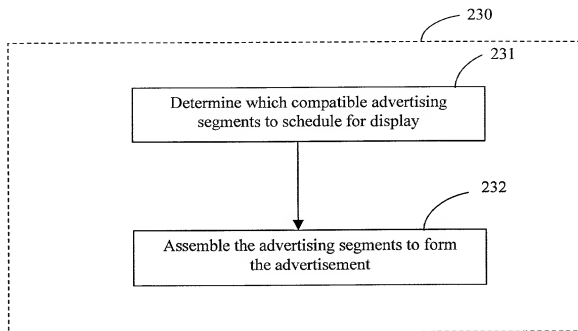 230
231
Determine which compatible advertising
segments to schedule for display
232
Assemble the advertising segments to form
the advertisement